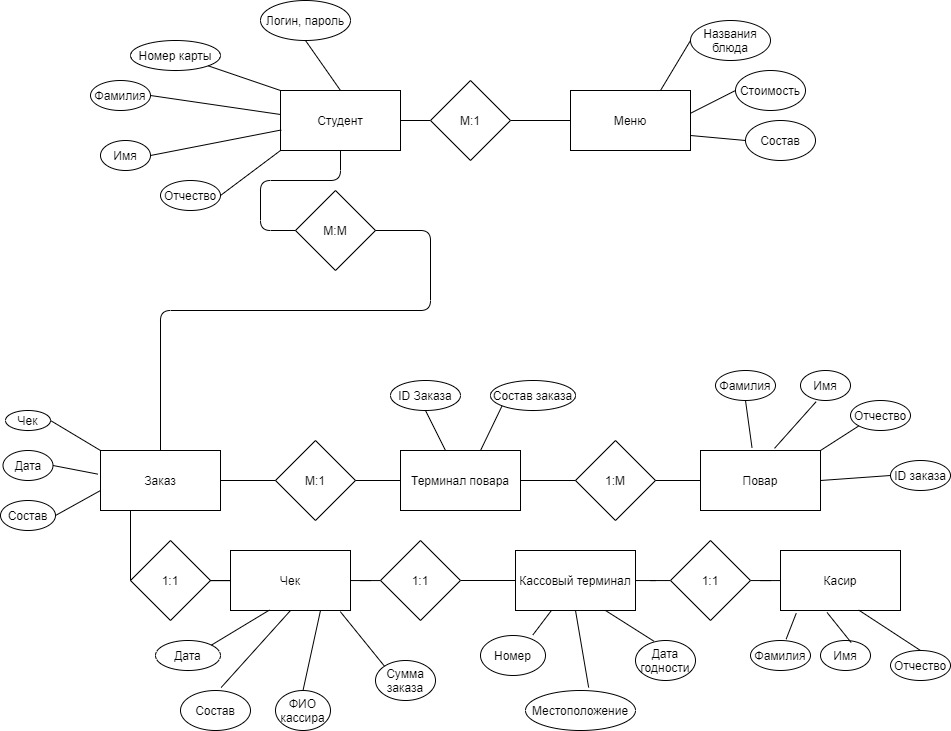 Логин, пароль
Номер карты
Названия
блюда
Фамилия
Стоимость
Студент
М:1
Меню
Состав
Имя
Отчество
М:М
Фамилия
Имя
ID Заказа
Состав заказа
Отчество
Чек
Дата
Заказ
М:1
Терминал повара
1:М
Повар
ID заказа
Состав
1:1
Чек
1:1
Кассовый терминал
1:1
Касир
Дата
Номер
Дата
годности
Фамилия
Имя
Отчество
Сумма
заказа
Состав
ФИО
кассира
Местоположение